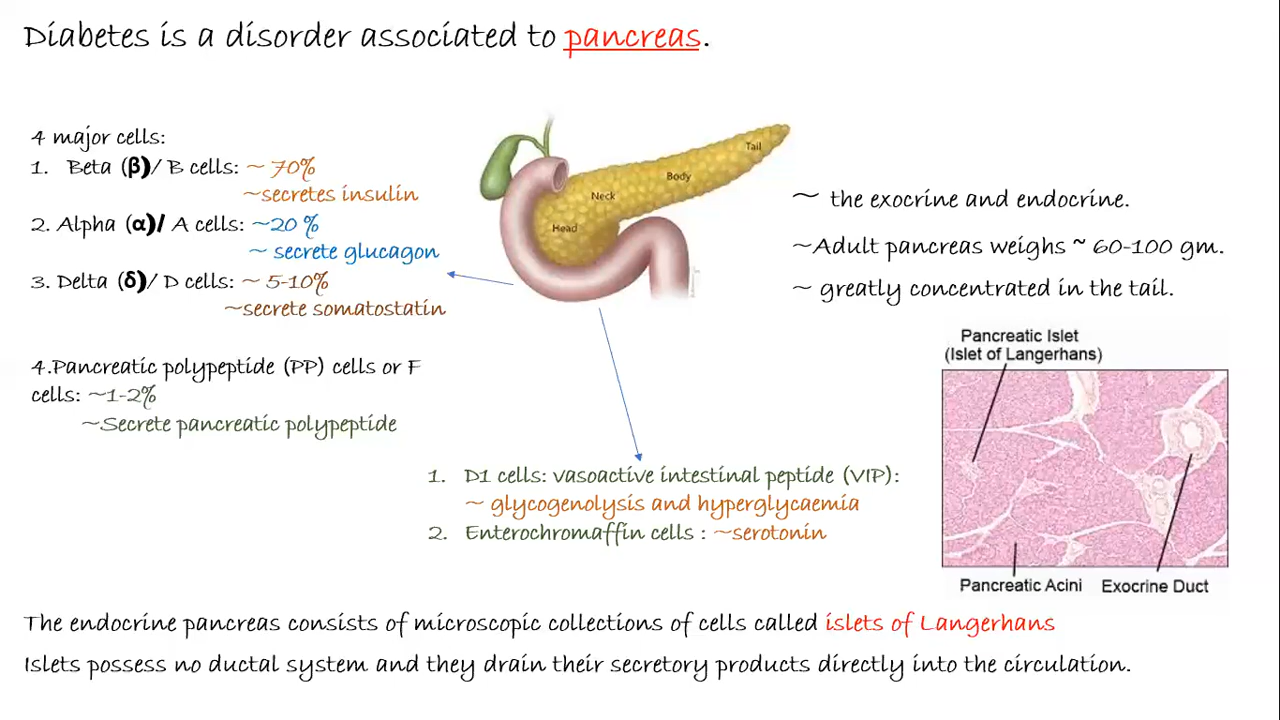 Diabetes is a disorder associated to pancreas.
4 major cells:
1. Beta (β)/ B cells: ~ 70%
~secretes insulin
2. Alpha (α)/ A cells: ~20 %
~ secrete glucagon
3. Delta (δ)/ D cells: ~ 5-10%
~secrete somatostatin
4.Pancreatic polypeptide (PP) cells or F
cells: ~1-2%
~Secrete pancreatic polypeptide
Tail
Body
Neck
Head
~ the exocrine and endocrine.
~Adult pancreas weighs ~ 60-100 gm.
~ greatly concentrated in the tail.
Pancreatic Islet
(Islet of Langerhans)
Pancreatic Acini Exocrine Duct
1. D1 cells: vasoactive intestinal peptide (VIP):
~ glycogenolysis and hyperglycaemia
2. Enterochromaffin cells : ~serotonin
The endocrine pancreas consists of microscopic collections of cells called islets of Langerhans
Islets possess no ductal system and they drain their secretory products directly into the circulation.